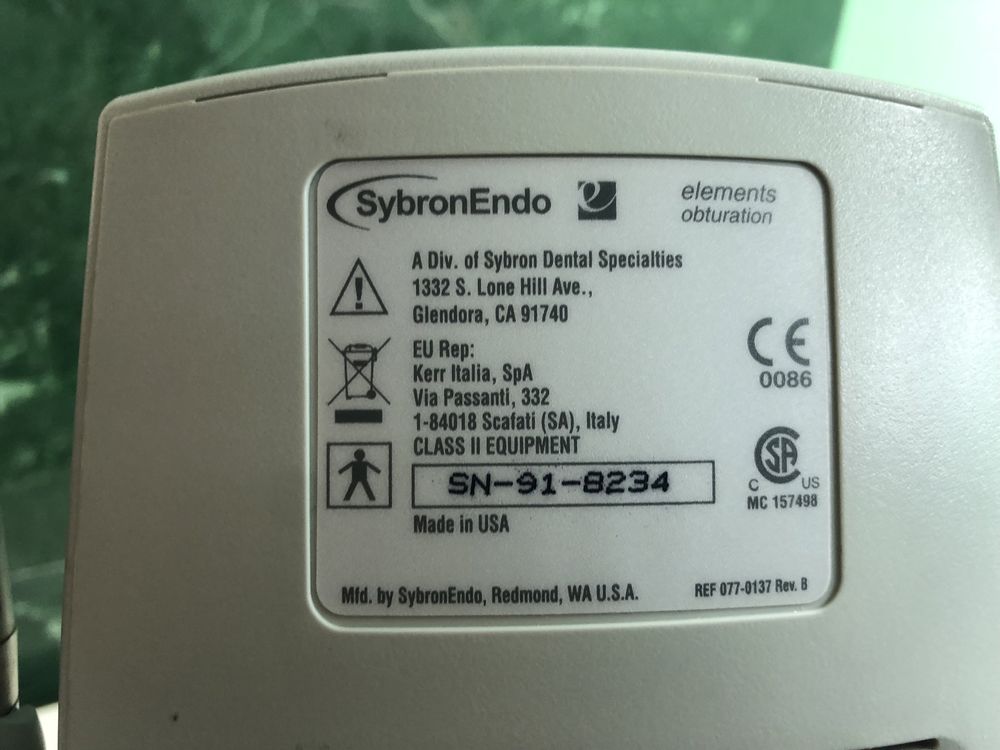 SybronEndo
elements
obturation
A Div. of Sybron Dental Specialties
1332 S. Lone Hill Ave.,
Glendora, CA 91740
EU Rep:
Kerr Italia, SpA
Via Passanti, 332
1-84018 Scafati (SA), Italy
CLASS II EQUIPMENT
SN-91-8234
Made in USA
CE
0086
CSA
C US
MC 157498
Mfd. by SybronEndo, Redmond, WA U.S.A.
REF 077-0137 Rev. B